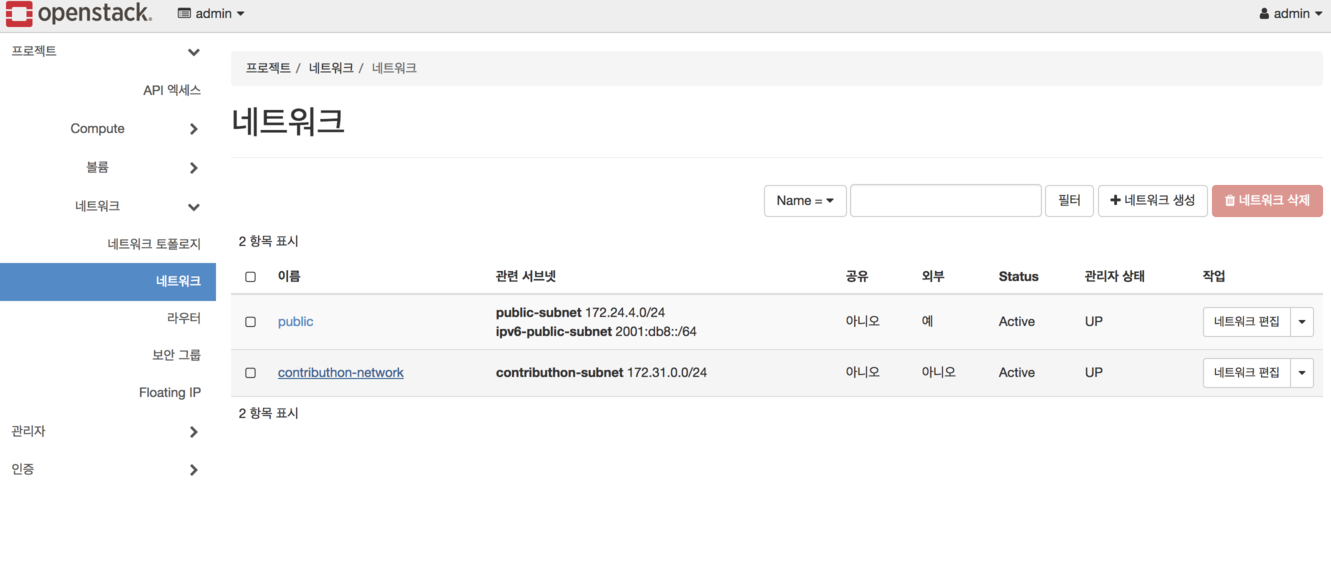 openstack. admin admin
프로젝트
API 엑세스
Compute
볼륨
네트워크
네트워크 토폴로지
네트워크
라우터
보안 그룹
Floating IP
관리자
인증
프로젝트 / 네트워크 / 네트워크
네트워크
Name = 필터 네트워크 생성 네트워크 삭제
2 항목 표시
이름 관련 서브넷 공유 외부 Status 관리자 상태 작업
public public-subnet 172.24.4.0/24 아니오 예 Active UP 네트워크 편집
ipv6-public-subnet 2001:db8::/64
contributhon-network contributhon-subnet 172.31.0.0/24 아니오 아니오 Active UP 네트워크 편집
2 항목 표시